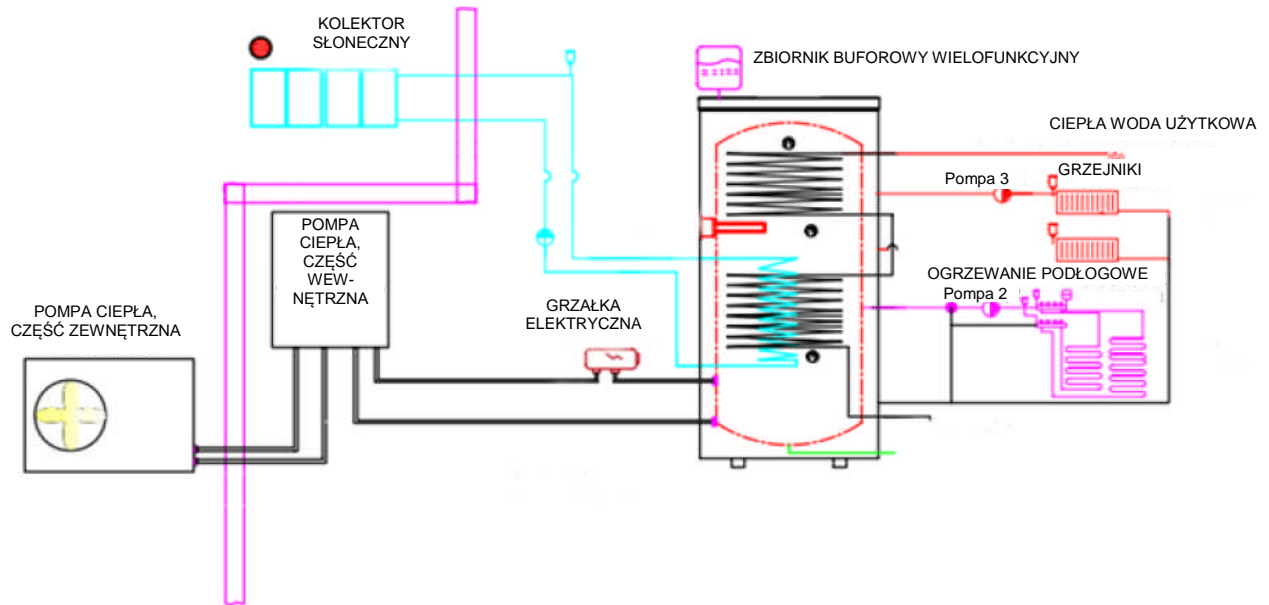 KOLEKTOR
SŁONECZNY
ZBIORNIK BUFOROWY WIELOFUNKCYJNY
CIEPŁA WODA UŻYTKOWA
GRZEJNIKI
Pompa 3
POMPA
CIEPŁA,
CZĘŚĆ
WEW-
NĘTRZNA
OGRZEWANIE PODŁOGOWE
Pompa 2
GRZAŁKA
ELEKTRYCZNA
POMPA CIEPŁA,
CZĘŚĆ ZEWNĘTRZNA